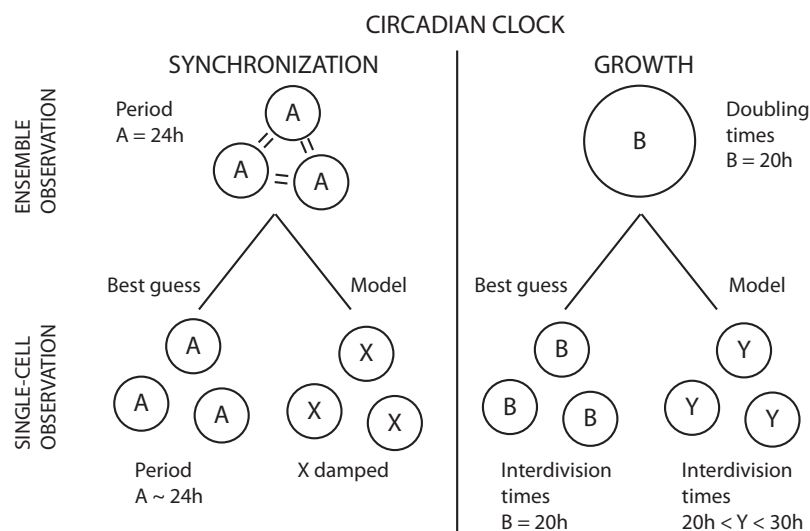 CIRCADIAN CLOCK
SYNCHRONIZATION
GROWTH
ENSEMBLE
OBSERVATION
Period
A = 24h
A
A
A
B
Doubling
times
B = 20h
Best guess
Model
Best guess
Model
SINGLE-CELL
OBSERVATION
A
A
A
X
X
X
B
B
B
Y
Y
Y
Period
A ~ 24h
X damped
Interdivision
times
B = 20h
Interdivision
times
20h < Y < 30h